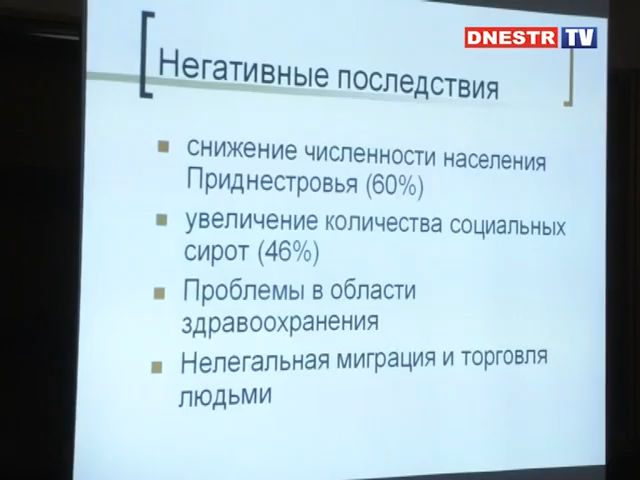 DNESTR TV
Негативные последствия
снижение численности населения
Приднестровья (60%)
увеличение количества социальных
сирот (46%)
Проблемы в области
здравоохранения
Нелегальная миграция и торговля
людьми